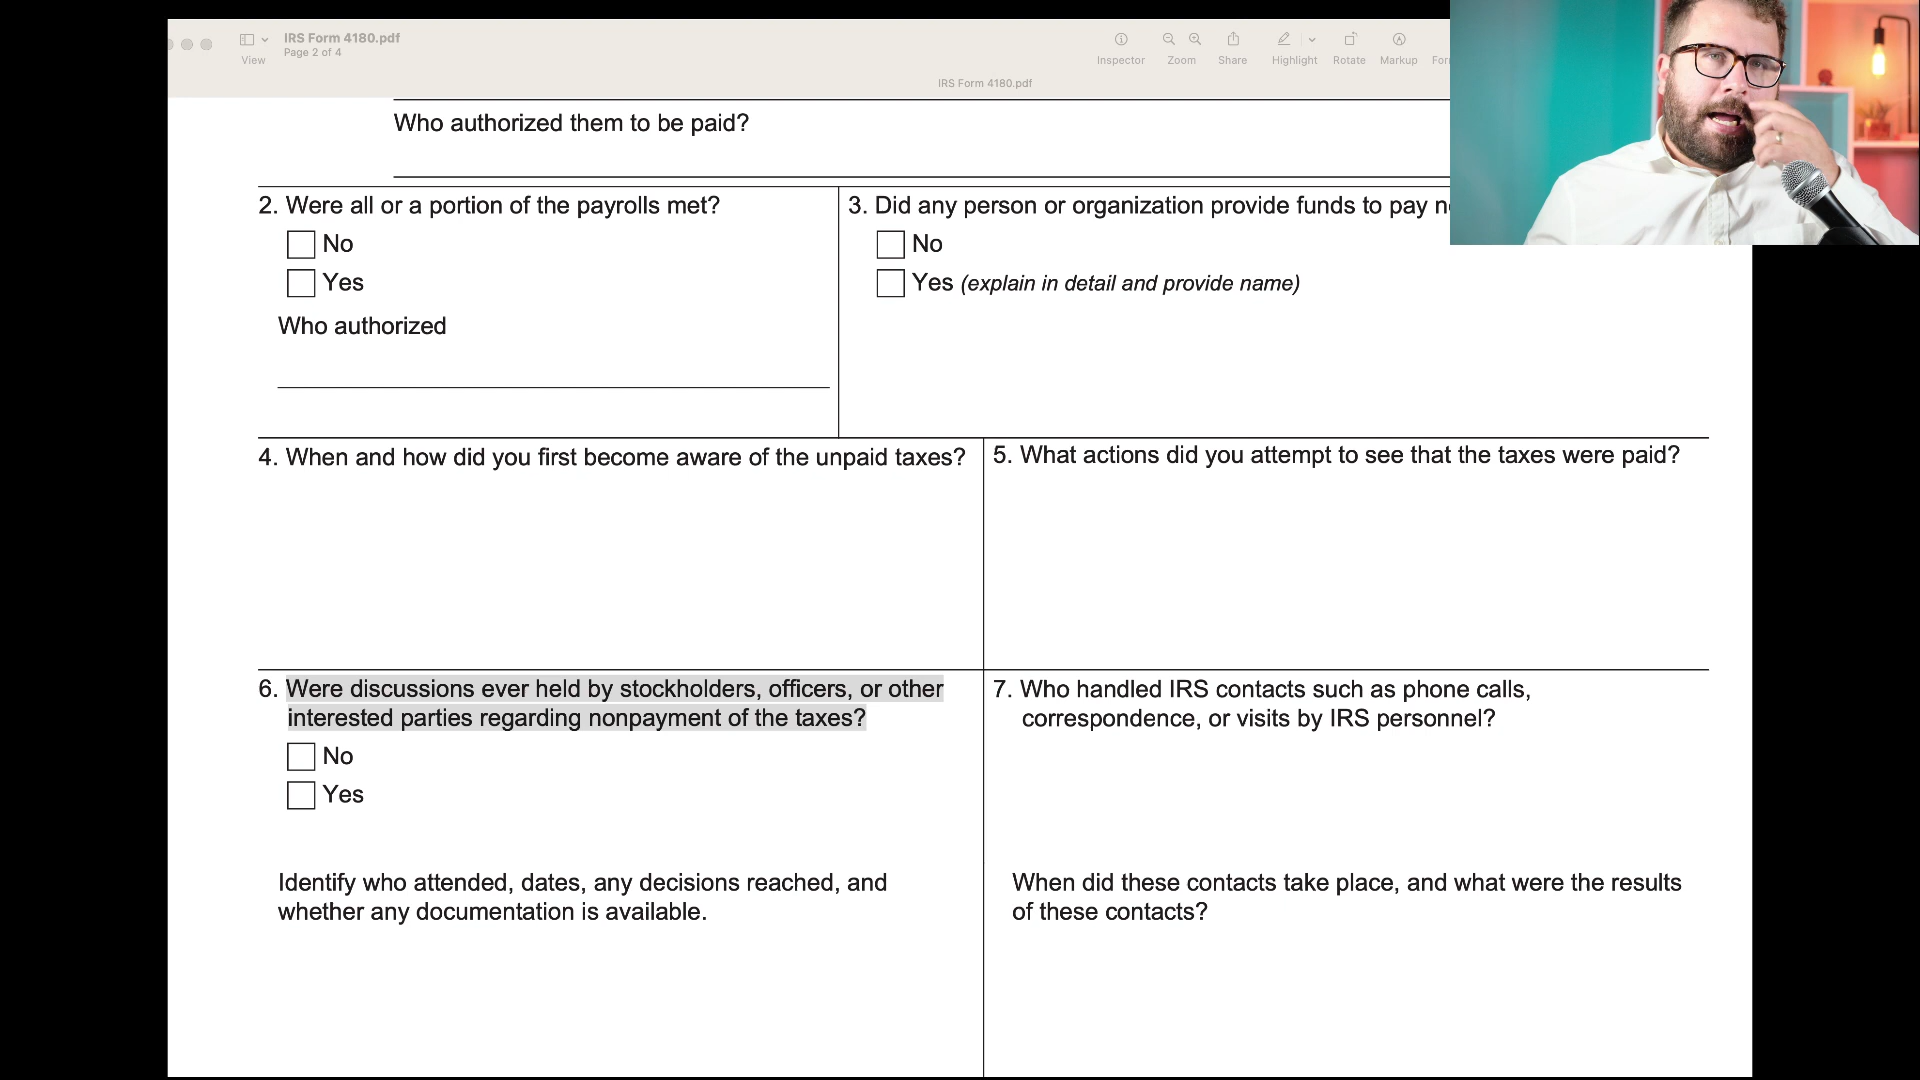 IRS Form 4180.pdf
Page 2 of 4
View
Inspector
Zoom
Share
Highlight
Rotate
Markup
IRS Form 4180.pdf
Who authorized them to be paid?
2. Were all or a portion of the payrolls met?
No
Yes
Who authorized
3. Did any person or organization provide funds to pay
No
Yes (explain in detail and provide name)
4. When and how did you first become aware of the unpaid taxes?
5. What actions did you attempt to see that the taxes were paid?
6. Were discussions ever held by stockholders, officers, or other
interested parties regarding nonpayment of the taxes?
No
Yes
Identify who attended, dates, any decisions reached, and
whether any documentation is available.
7. Who handled IRS contacts such as phone calls,
correspondence, or visits by IRS personnel?
When did these contacts take place, and what were the results
of these contacts?